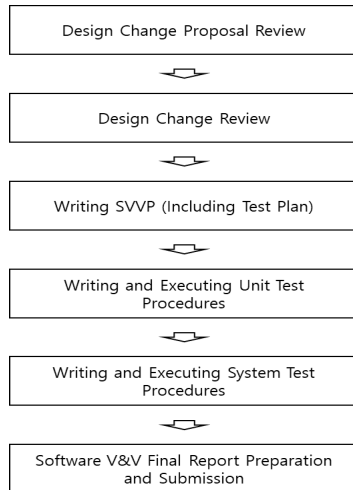 Design Change Proposal Review
Design Change Review
Writing SVVP (Including Test Plan)
Writing and Executing Unit Test
Procedures
Writing and Executing System Test
Procedures
Software V&V Final Report Preparation
and Submission